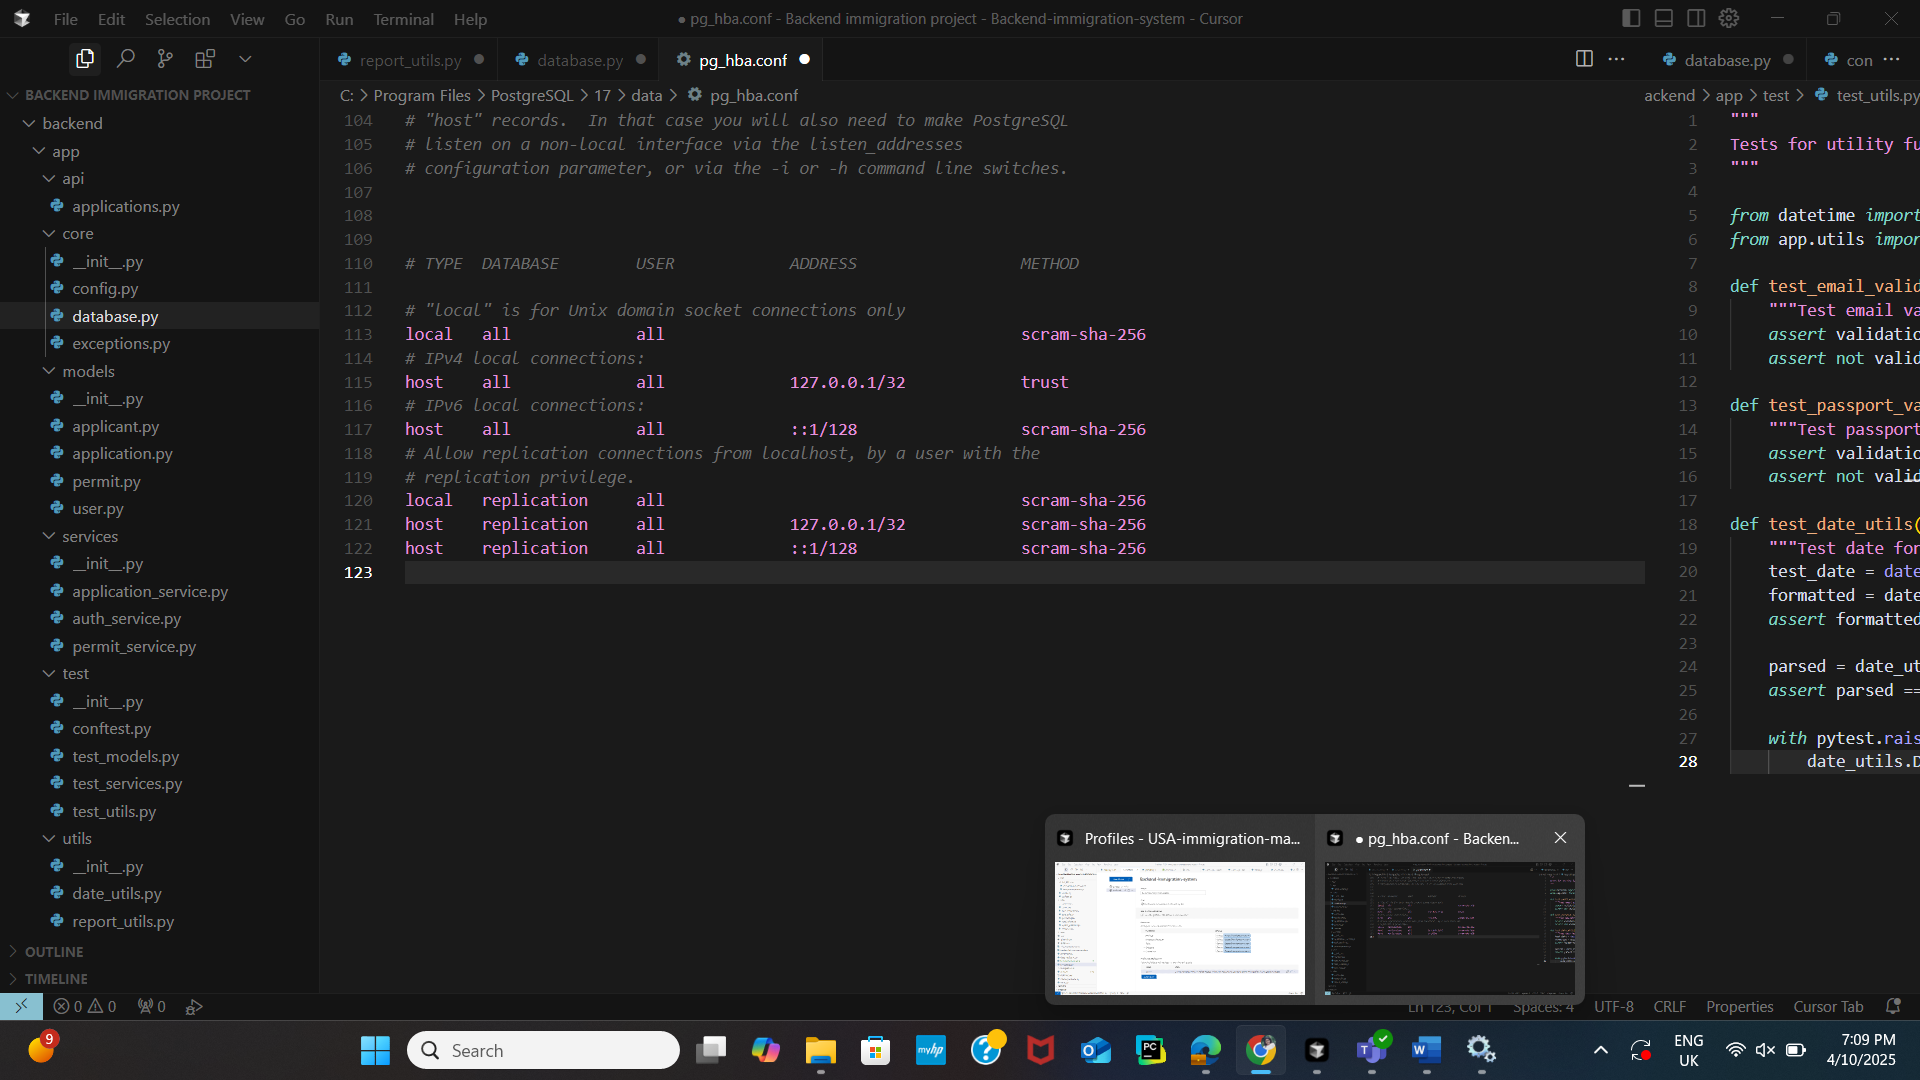 File Edit Selection View Go Run Terminal Help
● pg_hba.conf - Backend immigration project - Backend-immigration-system - Cursor
report_utils.py
database.py
pg_hba.conf
database.py
con
BACKEND IMMIGRATION PROJECT
backend
app
api
applications.py
core
__init__.py
config.py
database.py
exceptions.py
models
__init__.py
applicant.py
application.py
permit.py
user.py
services
__init__.py
application_service.py
auth_service.py
permit_service.py
test
__init__.py
conftest.py
test_models.py
test_services.py
test_utils.py
utils
__init__.py
date_utils.py
report_utils.py
OUTLINE
TIMELINE
C: > Program Files > PostgreSQL > 17 > data > pg_hba.conf
104 # "host" records. In that case you will also need to make PostgreSQL
105 # listen on a non-local interface via the listen_addresses
106 # configuration parameter, or via the -i or -h command line switches.
107
108
109
110 # TYPE DATABASE USER ADDRESS METHOD
111
112 # "local" is for Unix domain socket connections only
113 local all all scram-sha-256
114 # IPv4 local connections:
115 host all all 127.0.0.1/32 trust
116 # IPv6 local connections:
117 host all all ::1/128 scram-sha-256
118 # Allow replication connections from localhost, by a user with the
119 # replication privilege.
120 local replication all scram-sha-256
121 host replication all 127.0.0.1/32 scram-sha-256
122 host replication all ::1/128 scram-sha-256
123
ackend > app > test > test_utils.py
1 """
2 Tests for utility fu
3 """
4
5 from datetime import
6 from app.utils impor
7
8 def test_email_valid
9 """Test email va
10 assert validatio
11 assert not valid
12
13 def test_passport_va
14 """Test passport
15 assert validatio
16 assert not valid
17
18 def test_date_utils(
19 """Test date for
20 test_date = date
21 formatted = date
22 assert formatted
23
24 parsed = date_ut
25 assert parsed ==
26
27 with pytest.rais
28 date_utils.D
Profiles - USA-immigration-ma...
● pg_hba.conf - Backen...
0 0 0
Ln 123, Col 1 Spaces: 4 UTF-8 CRLF Properties Cursor Tab
9
Search
myhp
PC
ENG
UK
7:09 PM
4/10/2025